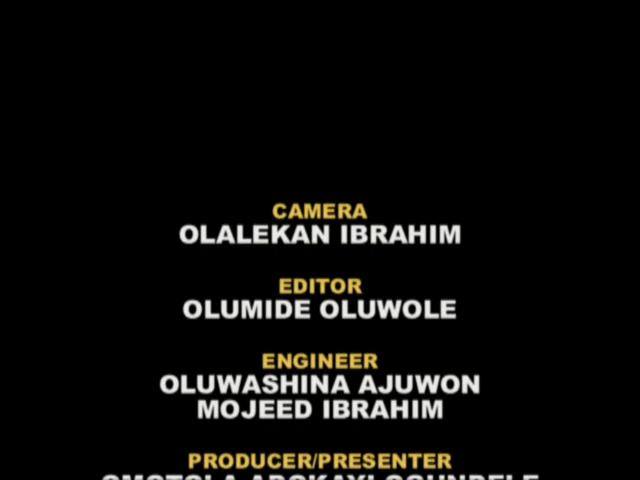 CAMERA
OLALEKAN IBRAHIM
EDITOR
OLUMIDE OLUWOLE
ENGINEER
OLUWASHINA AJUWON
MOJEED IBRAHIM
PRODUCER/PRESENTER